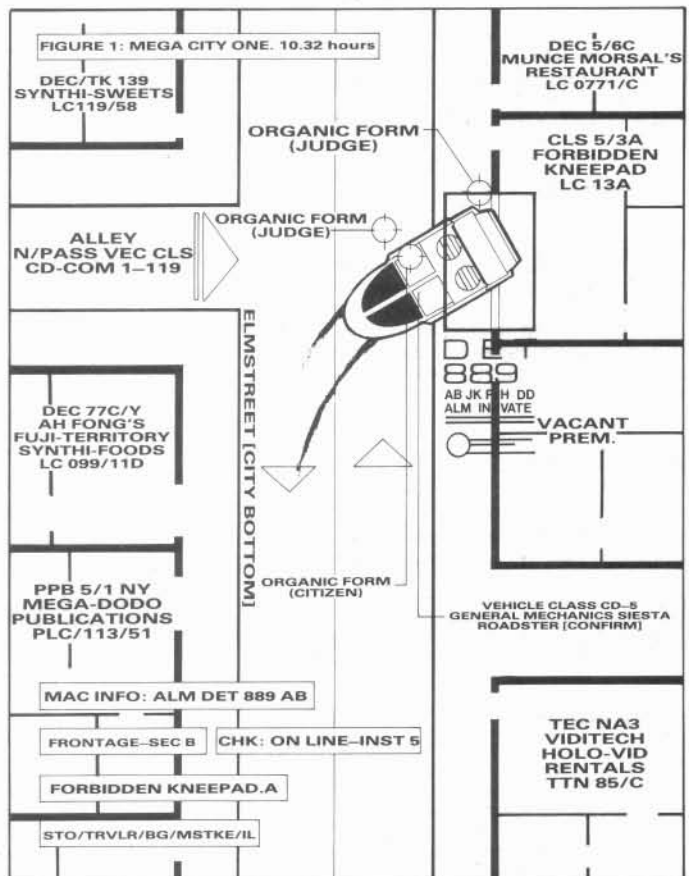 FIGURE 1: MEGA CITY ONE. 10.32 hours
DEC/TK 139
SYNTHI-SWEETS
LC119/58
DEC 5/6C
MUNCE MORSAL'S
RESTAURANT
LC 0771/C
ORGANIC FORM
(JUDGE)
CLS 5/3A
FORBIDDEN
KNEEPAD
LC 13A
ORGANIC FORM
(JUDGE)
ALLEY
N/PASS VEC CLS
CD-COM 1–119
ELMSTREET [CITY BOTTOM]
DET
889
AB JK H DD
ALM IN VATE
VACANT
PREM.
DEC 77C/Y
AH FONG'S
FUJI-TERRITORY
SYNTHI-FOODS
LC 099/11D
ORGANIC FORM
(CITIZEN)
VEHICLE CLASS CD–5
GENERAL MECHANICS SIESTA
ROADSTER [CONFIRM]
PPB 5/1 NY
MEGA-DODO
PUBLICATIONS
PLC/113/51
MAC INFO: ALM DET 889 AB
FRONTAGE–SEC B
CHK: ON LINE–INST 5
FORBIDDEN KNEEPAD.A
STO/TRVLR/BG/MSTKE/IL
TEC NA3
VIDITECH
HOLO-VID
RENTALS
TTN 85/C